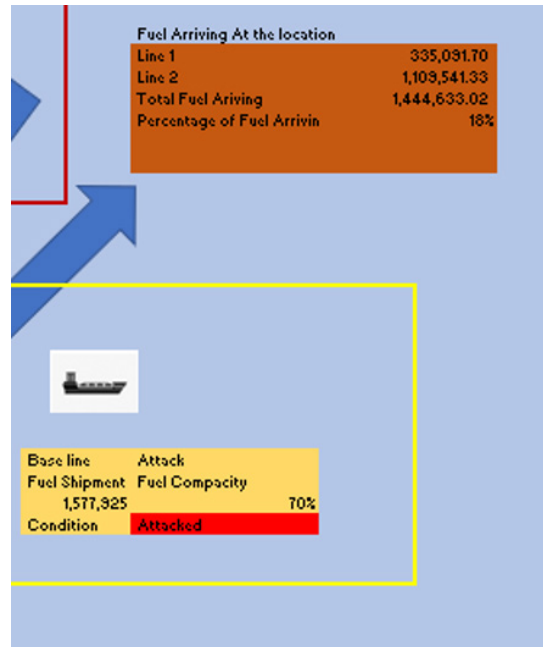 Fuel Arriving At the location
Line 1 335,091.70
Line 2 1,109,541.33
Total Fuel Ariving 1,444,633.02
Percentage of Fuel Arrivin 18%
Base line Attack
Fuel Shipment Fuel Compacity
1,577,925 70%
Condition Attacked